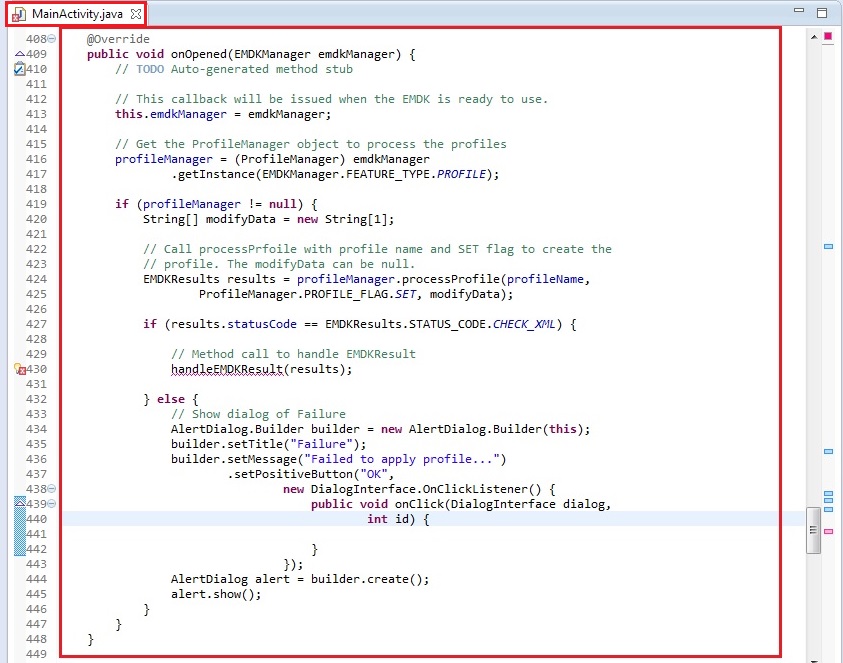 MainActivity.java
408 @Override
409 public void onOpened(EMDKManager emdkManager) {
410 // TODO Auto-generated method stub
411
412 // This callback will be issued when the EMDK is ready to use.
413 this.emdkManager = emdkManager;
414
415 // Get the ProfileManager object to process the profiles
416 profileManager = (ProfileManager) emdkManager
417 .getInstance(EMDKManager.FEATURE_TYPE.PROFILE);
418
419 if (profileManager != null) {
420 String[] modifyData = new String[1];
421
422 // Call processPrfoile with profile name and SET flag to create the
423 // profile. The modifyData can be null.
424 EMDKResults results = profileManager.processProfile(profileName,
425 ProfileManager.PROFILE_FLAG.SET, modifyData);
426
427 if (results.statusCode == EMDKResults.STATUS_CODE.CHECK_XML) {
428
429 // Method call to handle EMDKResult
430 handleEMDKResult(results);
431
432 } else {
433 // Show dialog of Failure
434 AlertDialog.Builder builder = new AlertDialog.Builder(this);
435 builder.setTitle("Failure");
436 builder.setMessage("Failed to apply profile...")
437 .setPositiveButton("OK",
438 new DialogInterface.OnClickListener() {
439 public void onClick(DialogInterface dialog,
440 int id) {
441
442 }
443 });
444 AlertDialog alert = builder.create();
445 alert.show();
446 }
447 }
448 }
449